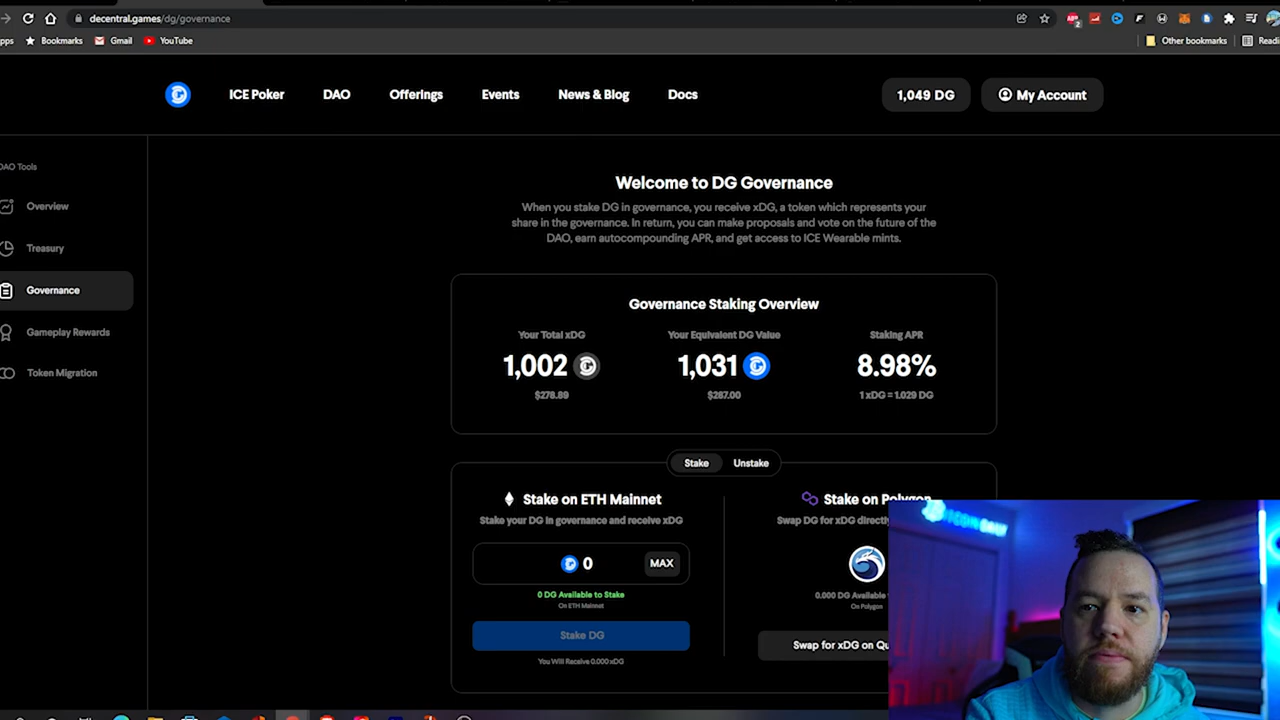 decentral.games/dg/governance
Bookmarks Gmail YouTube Other bookmarks
ICE Poker DAO Offerings Events News & Blog Docs 1,049 DG My Account
DAO Tools
Overview
Treasury
Governance
Gameplay Rewards
Token Migration
Welcome to DG Governance
When you stake DG in governance, you receive xDG, a token which represents your
share in the governance. In return, you can make proposals and vote on the future of the
DAO, earn autocompounding APR, and get access to ICE Wearable mints.
Governance Staking Overview
Your Total xDG Your Equivalent DG Value Staking APR
1,002 1,031 8.98%
$278.89 $287.00 1 xDG = 1.029 DG
Stake Unstake
Stake on ETH Mainnet
Stake your DG in governance and receive xDG
0 MAX
0 DG Available to Stake
On ETH Mainnet
Stake DG
You Will Receive 0.000 xDG
Stake on Polygon
Swap DG for xDG directly
0.000 DG Available
On Polygon
Swap for xDG on